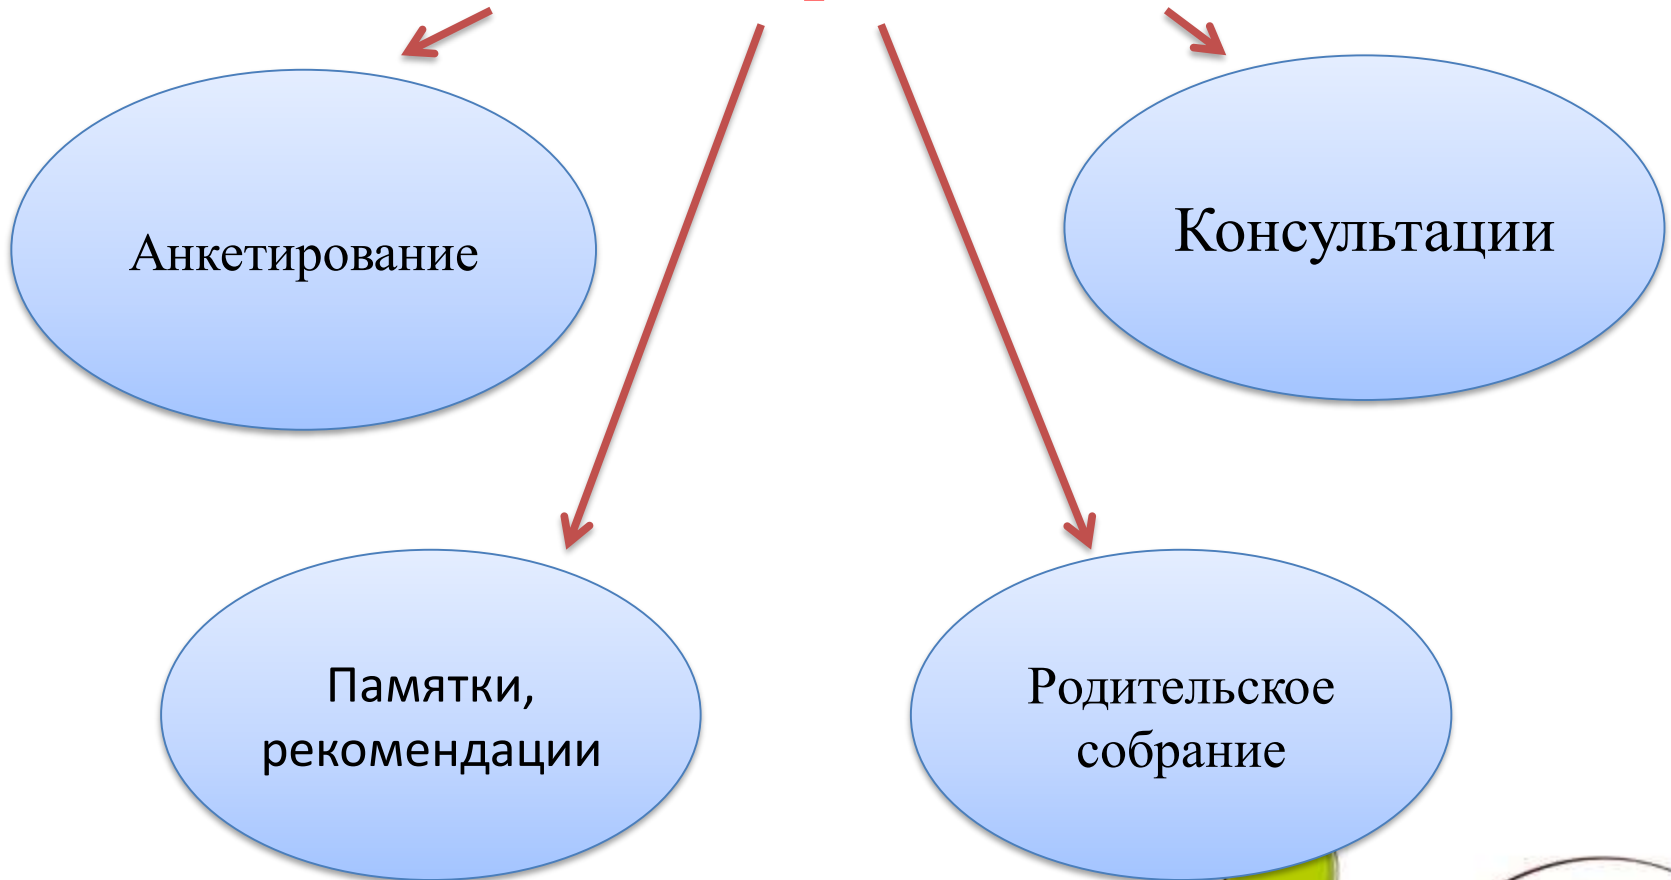 Анкетирование
Консультации
Памятки,
рекомендации
Родительское
собрание